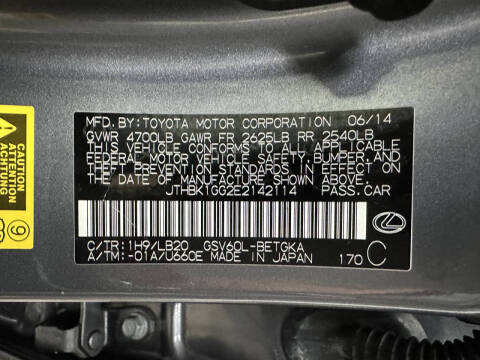 MFD.BY:TOYOTA MOTOR CORPORATION 06/14
GVWR 4700LB GAWR FR 2625LB RR 2540LB
THIS VEHICLE CONFORMS TO ALL APPLICABLE
FEDERAL MOTOR VEHICLE SAFETY, BUMPER, AND
THEFT PREVENTION STANDARDS IN EFFECT ON
THE DATE OF MANUFACTURE SHOWN ABOVE.
JTHBK1GG2E2142114 PASS.CAR
C/TR:1H9/LB20 GSV60L-BETGKA
A/TM:-01A/U660E MADE IN JAPAN 170 C
CAUTION
ACHTUNG
9